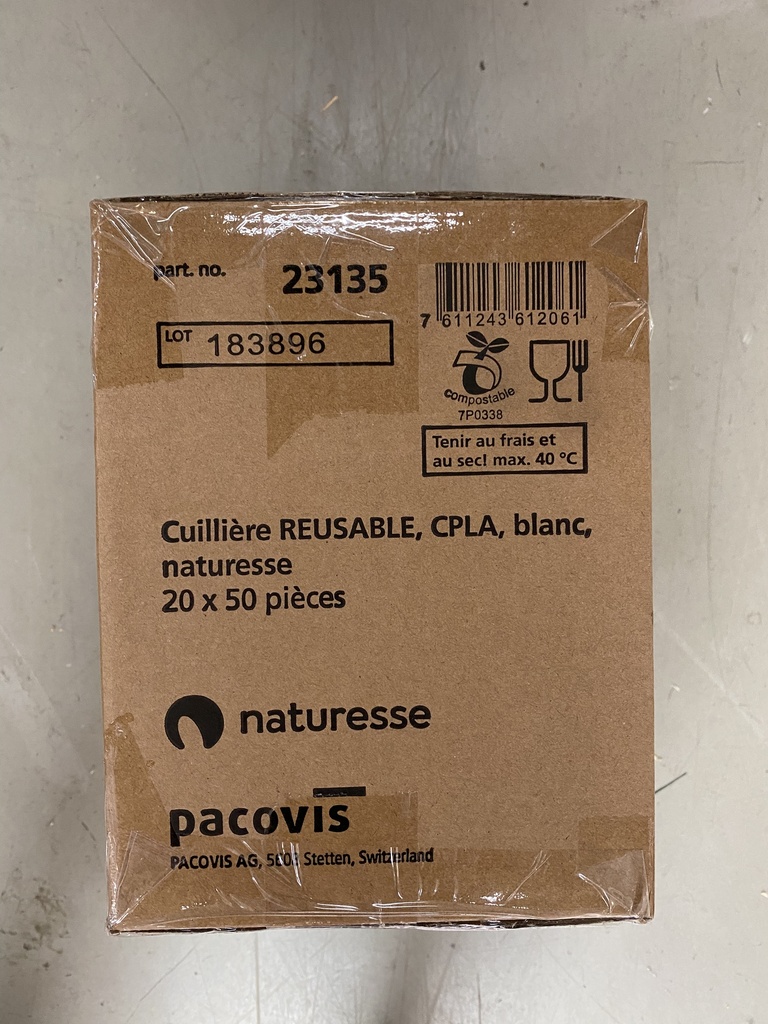 part. no. 23135
LOT 183896
7 611243 612061
compostable
7P0338
Tenir au frais et
au sec! max. 40 °C
Cuillière REUSABLE, CPLA, blanc,
naturesse
20 x 50 pièces
naturesse
pacovis
PACOVIS AG, Stetten, Switzerland